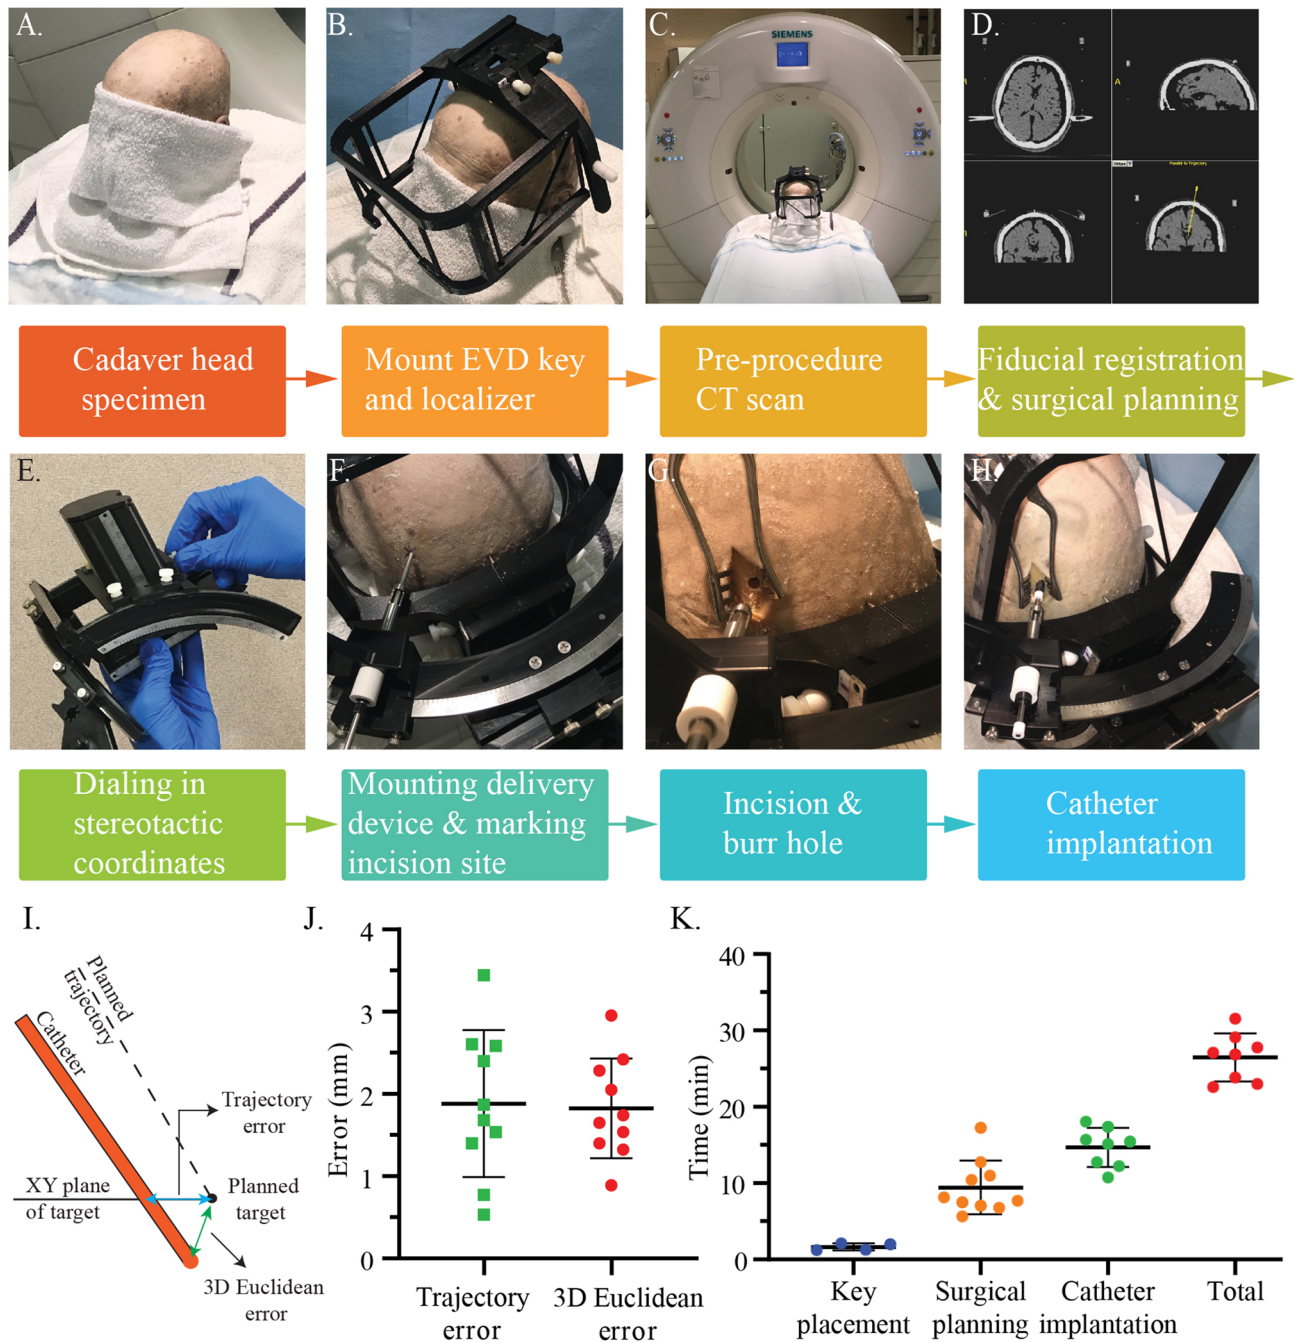 A.
B.
C.
SIEMENS
D.
A
Parallel to Trajectory
Cadaver head
specimen
Mount EVD key
and localizer
Pre-procedure
CT scan
Fiducial registration
& surgical planning
E.
F.
G.
H.
Dialing in
stereotactic
coordinates
Mounting delivery
device & marking
incision site
Incision &
burr hole
Catheter
implantation
I.
Planned
trajectory
Catheter
Trajectory
error
XY plane
of target
Planned
target
3D Euclidean
error
J.
4
3
2
1
0
Error (mm)
Trajectory
error
3D Euclidean
error
K.
40
30
20
10
0
Time (min)
Key
placement
Surgical
planning
Catheter
implantation
Total